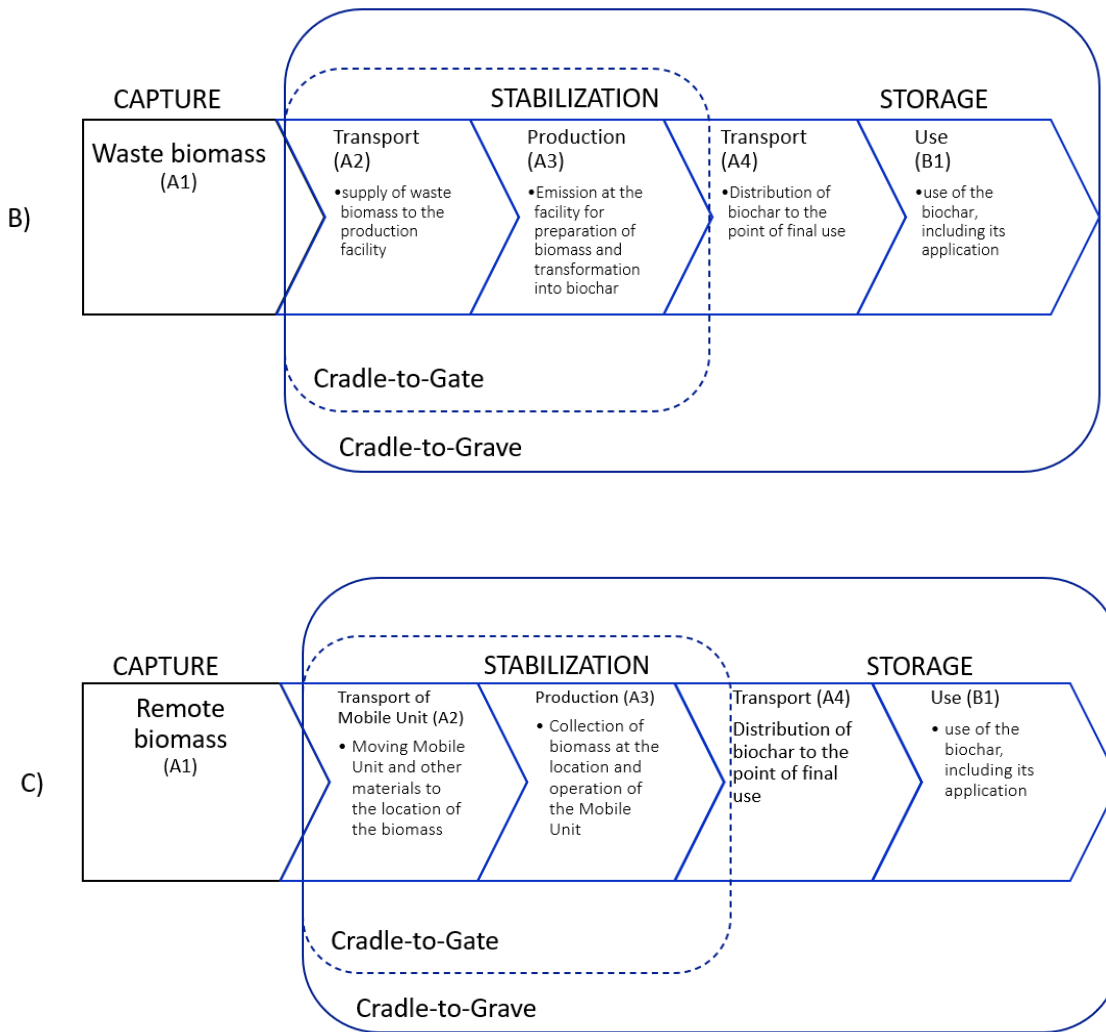 CAPTURE
STABILIZATION
STORAGE
B)
Waste biomass
(A1)
Transport
(A2)
•supply of waste
biomass to the
production
facility
Production
(A3)
•Emission at the
facility for
preparation of
biomass and
transformation
into biochar
Transport
(A4)
•Distribution of
biochar to the
point of final use
Use
(B1)
•use of the
biochar,
including its
application
Cradle-to-Gate
Cradle-to-Grave
CAPTURE
STABILIZATION
STORAGE
C)
Remote
biomass
(A1)
Transport of
Mobile Unit (A2)
• Moving Mobile
Unit and other
materials to
the location of
the biomass
Production (A3)
• Collection of
biomass at the
location and
operation of
the Mobile
Unit
Transport (A4)
Distribution of
biochar to the
point of final
use
Use (B1)
• use of the
biochar,
including its
application
Cradle-to-Gate
Cradle-to-Grave